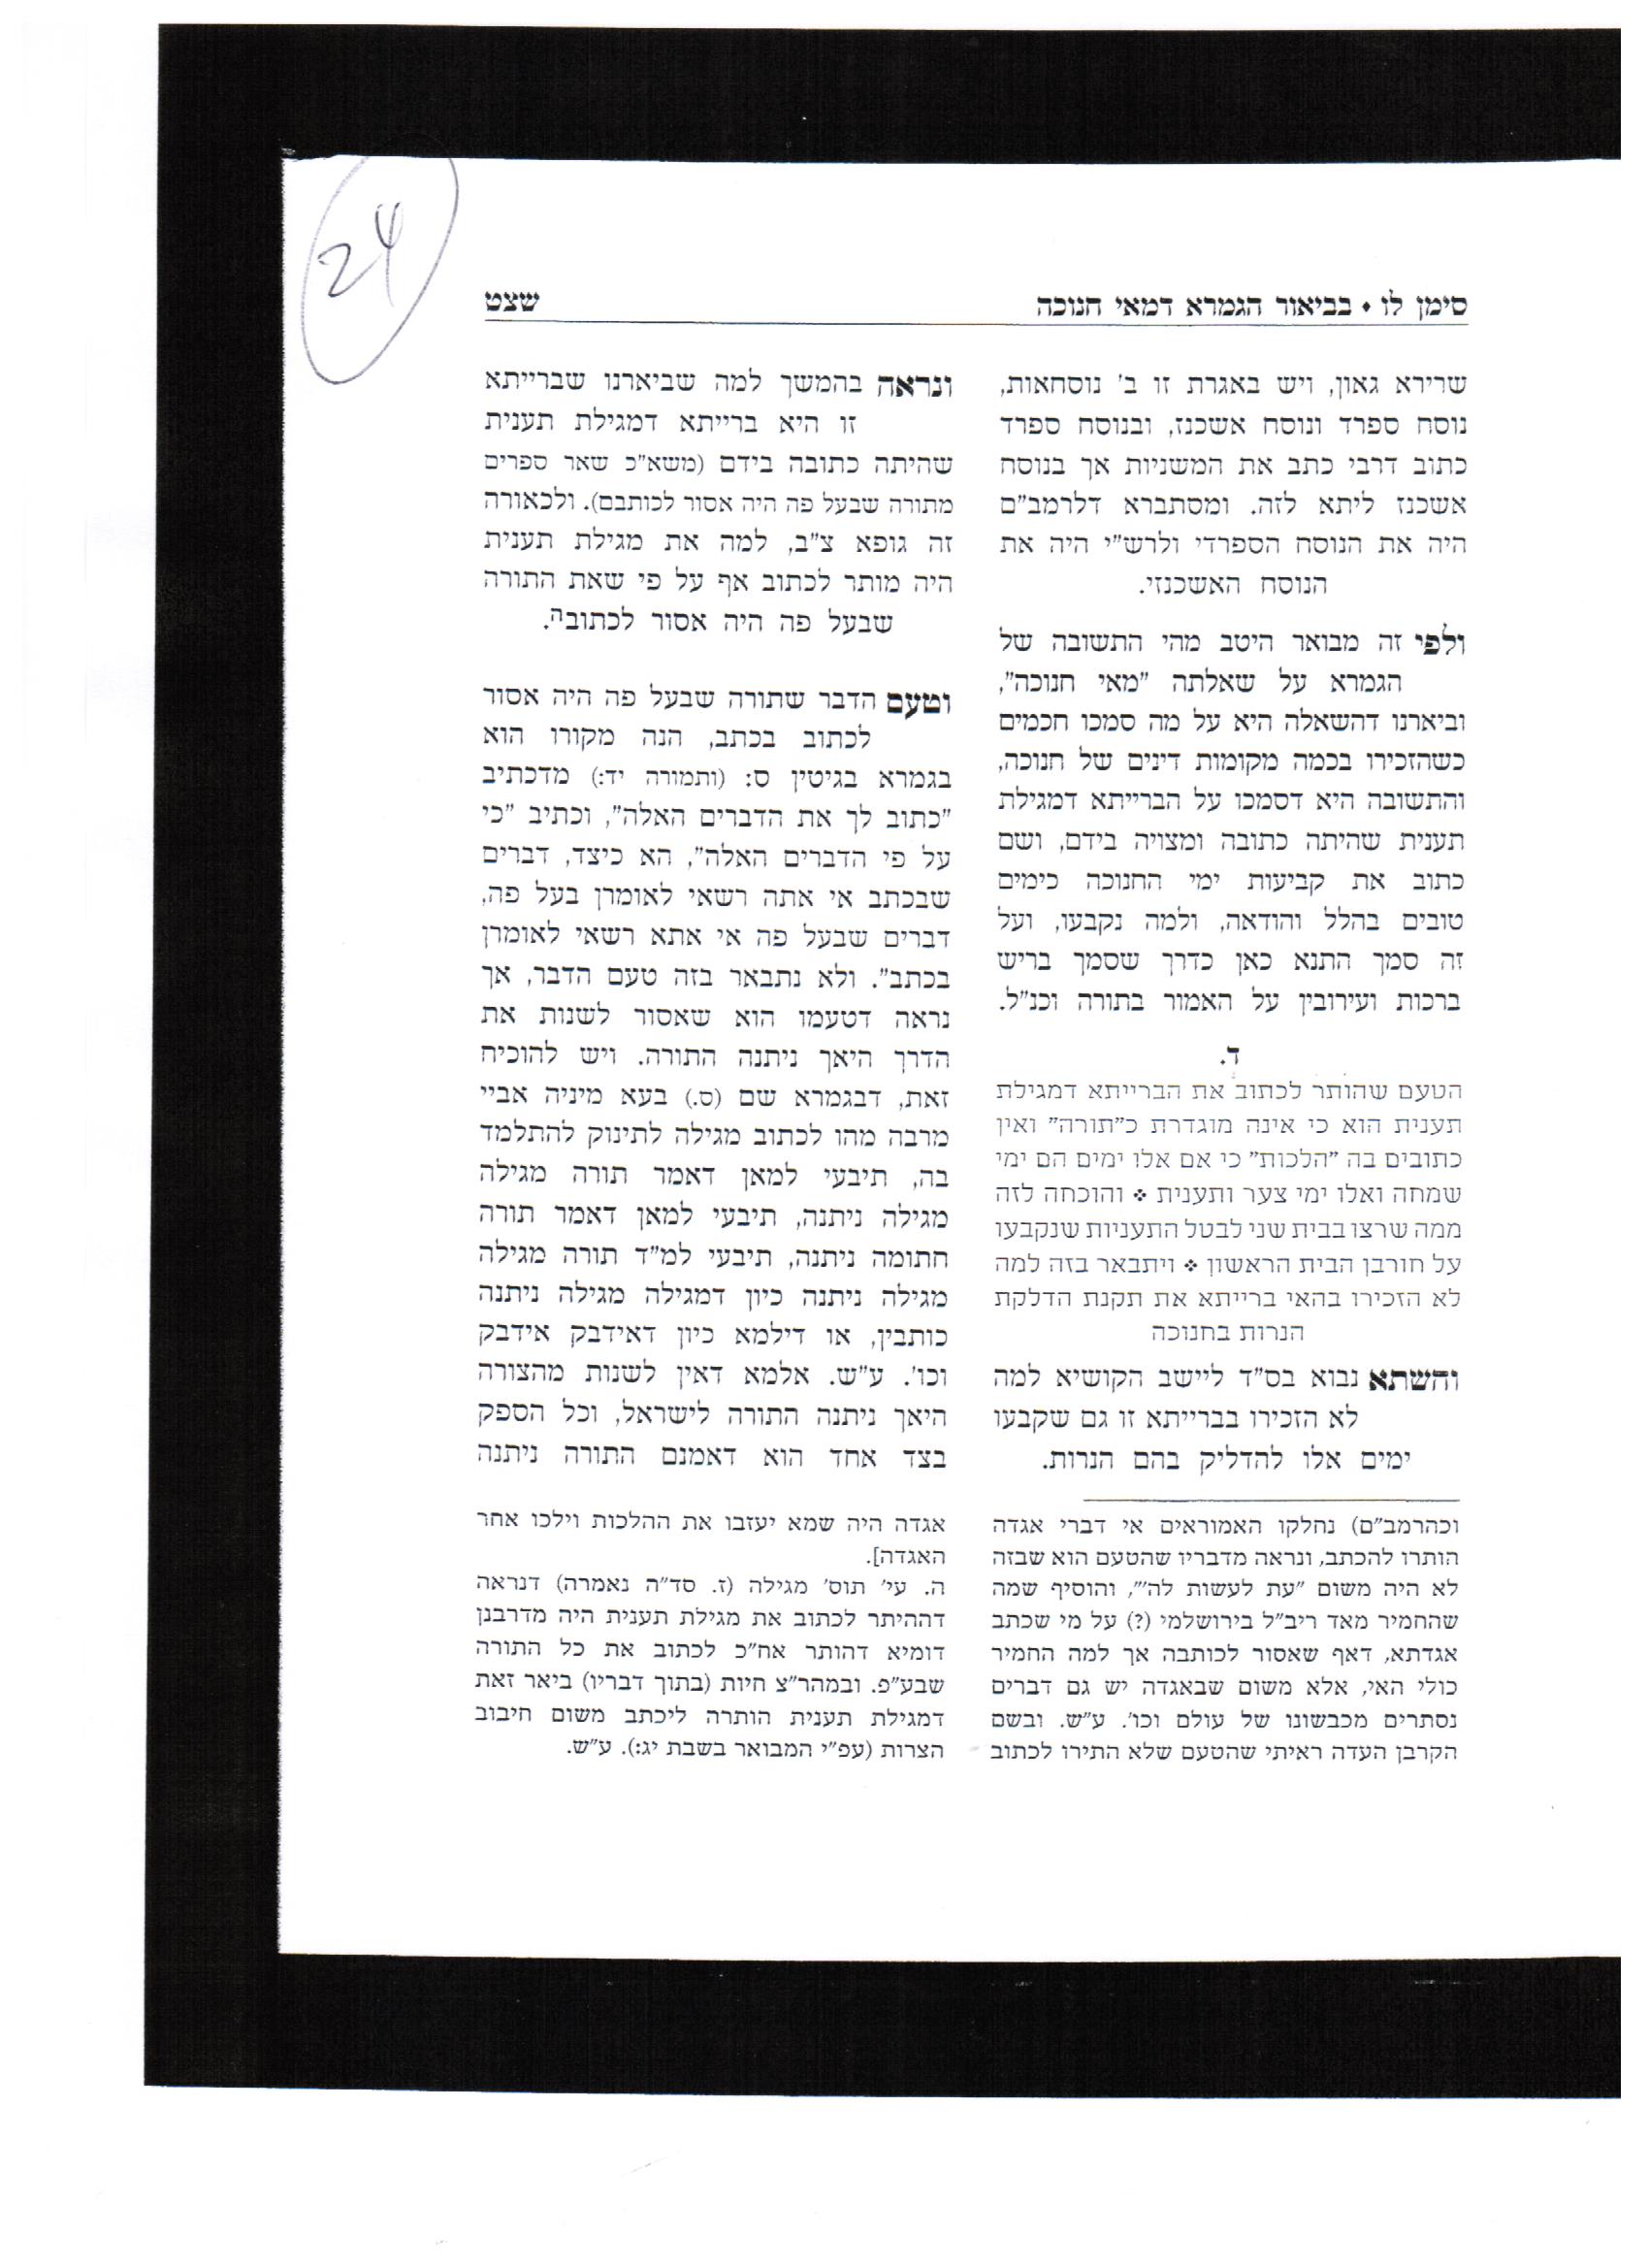 24
סימן לו • בביאור הגמרא דמאי חנוכה
שצט
שרירא גאון, ויש באגרת זו ב' נוסחאות,
נוסח ספרד ונוסח אשכנז, ובנוסח ספרד
כתוב דרבי כתב את המשניות אך בנוסח
אשכנז ליתא לזה. ומסתברא דלרמב"ם
היה את הנוסח הספרדי ולרש"י היה את
הנוסח האשכנזי.
ולפי זה מבואר היטב מהי התשובה של
הגמרא על שאלתה "מאי חנוכה",
וביארנו דהשאלה היא על מה סמכו חכמים
כשהזכירו בכמה מקומות דינים של חנוכה,
והתשובה היא דסמכו על הברייתא דמגילת
תענית שהיתה כתובה ומצויה בידם, ושם
כתוב את קביעות ימי החנוכה כימים
טובים בהלל והודאה, ולמה נקבעו, ועל
זה סמך התנא כאן כדרך שסמך בריש
ברכות ועירובין על האמור בתורה וכנ"ל.
ד.
הטעם שהותר לכתוב את הברייתא דמגילת
תענית הוא כי אינה מוגדרת כ"תורה" ואין
כתובים בה "הלכות" כי אם אלו ימים הם ימי
שמחה ואלו ימי צער ותענית ❖ והוכחה לזה
ממה שרצו בבית שני לבטל התעניות שנקבעו
על חורבן הבית הראשון ❖ ויתבאר בזה למה
לא הזכירו בהאי ברייתא את תקנת הדלקת
הנרות בחנוכה
והשתא נבוא בס"ד ליישב הקושיא למה
לא הזכירו בברייתא זו גם שקבעו
ימים אלו להדליק בהם הנרות.
וכהרמב"ם) נחלקו האמוראים אי דברי אגדה
הותרו להכתב, ונראה מדבריו שהטעם הוא שבזה
לא היה משום "עת לעשות לה'", והוסיף שמה
שהחמיר מאד ריב"ל בירושלמי (?) על מי שכתב
אגדתא, דאף שאסור לכותבה אך למה החמיר
כולי האי, אלא משום שבאגדה יש גם דברים
נסתרים מכבשונו של עולם וכו'. ע"ש. ובשם
הקרבן העדה ראיתי שהטעם שלא התירו לכתוב
ונראה בהמשך למה שביארנו שברייתא
זו היא ברייתא דמגילת תענית
שהיתה כתובה בידם (משא"כ שאר ספרים
מתורה שבעל פה היה אסור לכותבם). ולכאורה
זה גופא צ"ב, למה את מגילת תענית
היה מותר לכתוב אף על פי שאת התורה
שבעל פה היה אסור לכתובה.
וטעם הדבר שתורה שבעל פה היה אסור
לכתוב בכתב, הנה מקורו הוא
בגמרא בגיטין ס: (ותמורה יד:) מדכתיב
"כתוב לך את הדברים האלה", וכתיב "כי
על פי הדברים האלה", הא כיצד, דברים
שבכתב אי אתה רשאי לאומרן בעל פה,
דברים שבעל פה אי אתא רשאי לאומרן
בכתב". ולא נתבאר בזה טעם הדבר, אך
נראה דטעמו הוא שאסור לשנות את
הדרך היאך ניתנה התורה. ויש להוכיח
זאת, דבגמרא שם (ס.) בעא מיניה אביי
מרבה מהו לכתוב מגילה לתינוק להתלמד
בה, תיבעי למאן דאמר תורה מגילה
מגילה ניתנה, תיבעי למאן דאמר תורה
חתומה ניתנה, תיבעי למ"ד תורה מגילה
מגילה ניתנה כיון דמגילה מגילה ניתנה
כותבין, או דילמא כיון דאידבק אידבק
וכו'. ע"ש. אלמא דאין לשנות מהצורה
היאך ניתנה התורה לישראל, וכל הספק
בצד אחד הוא דאמנם התורה ניתנה
אגדה היה שמא יעזבו את ההלכות וילכו אחר
האגדה].
ה. עי' תוס' מגילה (ז. סד"ה נאמרה) דנראה
דההיתר לכתוב את מגילת תענית היה מדרבנן
דומיא דהותר אח"כ לכתוב את כל התורה
שבע"פ. ובמהר"צ חיות (בתוך דבריו) ביאר זאת
דמגילת תענית הותרה ליכתב משום חיבוב
הצרות (עפ"י המבואר בשבת יג:). ע"ש.